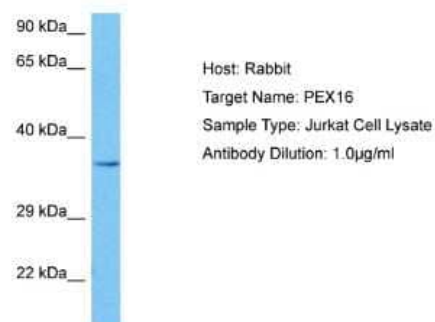 90 kDa__
65 kDa__
40 kDa__
29 kDa__
22 kDa__
Host: Rabbit
Target Name: PEX16
Sample Type: Jurkat Cell Lysate
Antibody Dilution: 1.0µg/ml